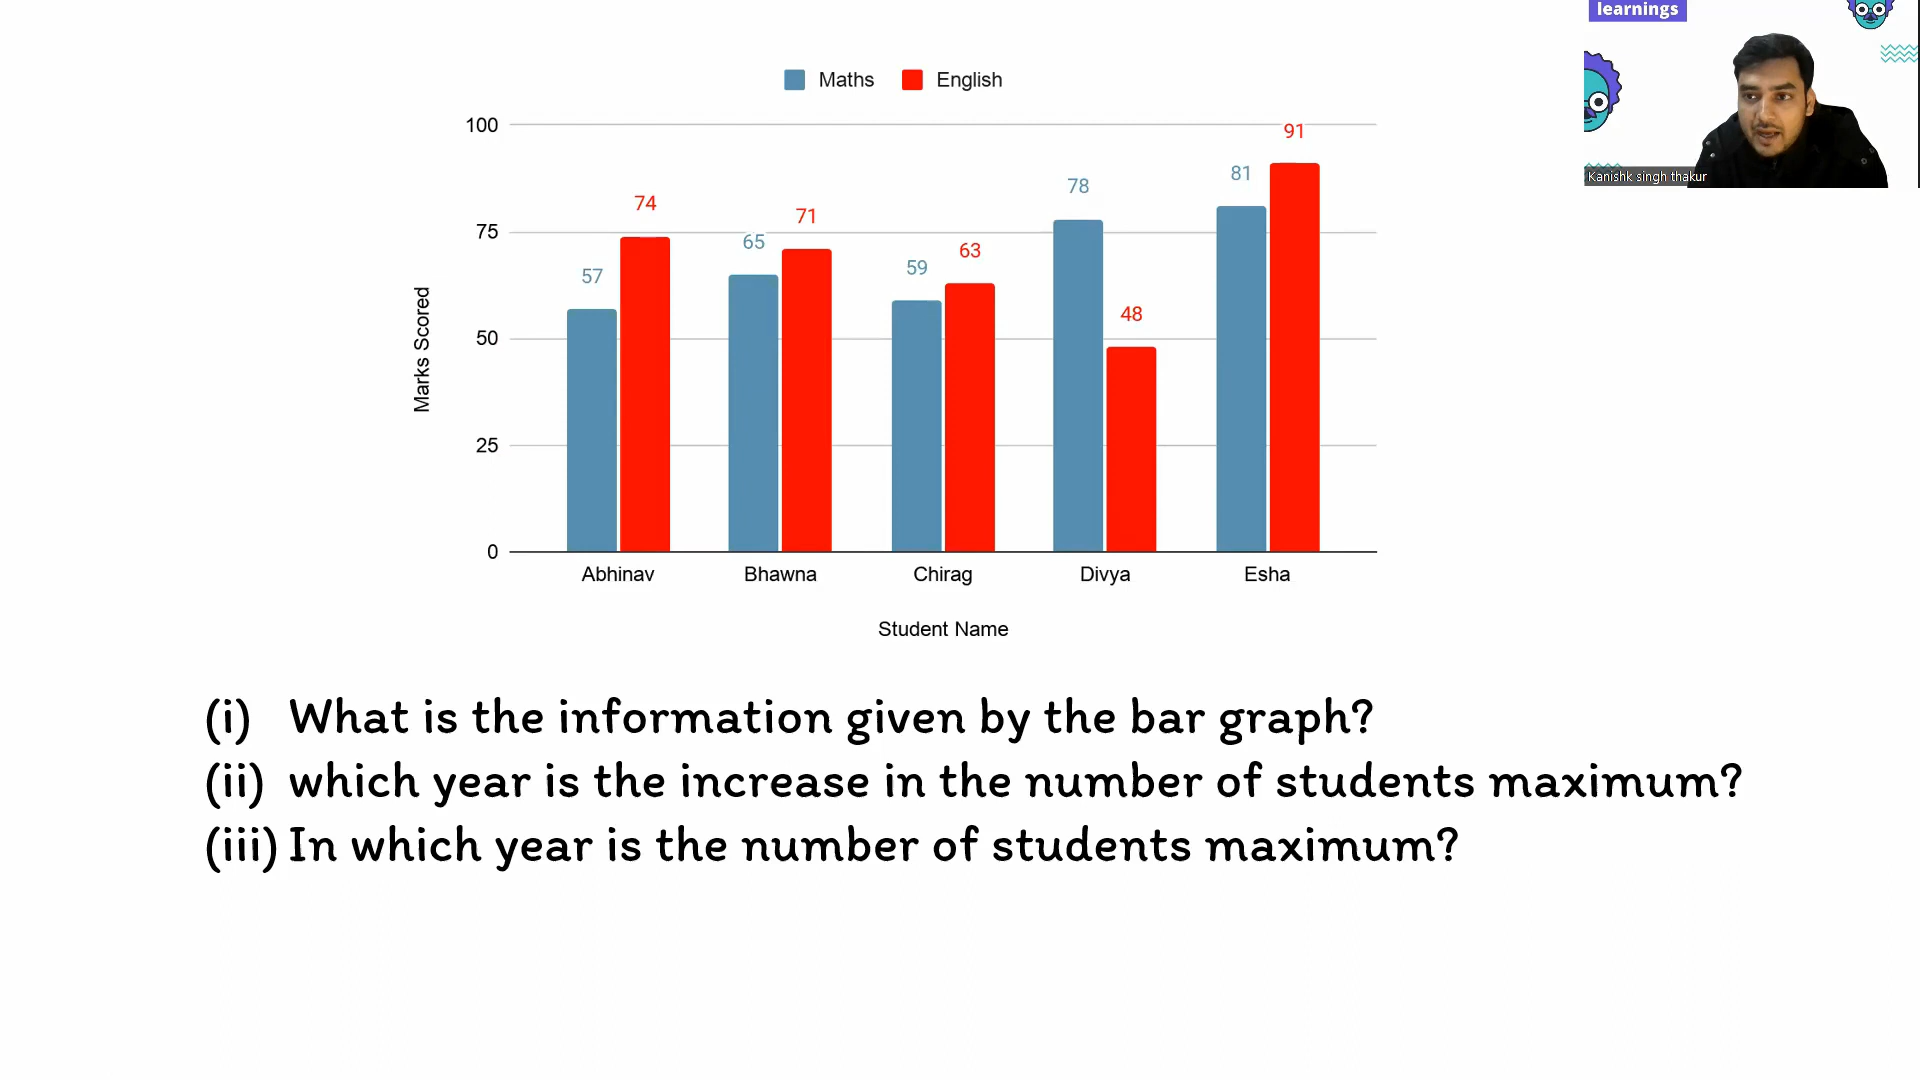 learnings
Maths English
100
91
81
78
74
75
71
65
63
59
57
50
48
25
0
Marks Scored
Abhinav Bhawna Chirag Divya Esha
Student Name
Kanishk singh thakur
(i) What is the information given by the bar graph?
(ii) which year is the increase in the number of students maximum?
(iii) In which year is the number of students maximum?